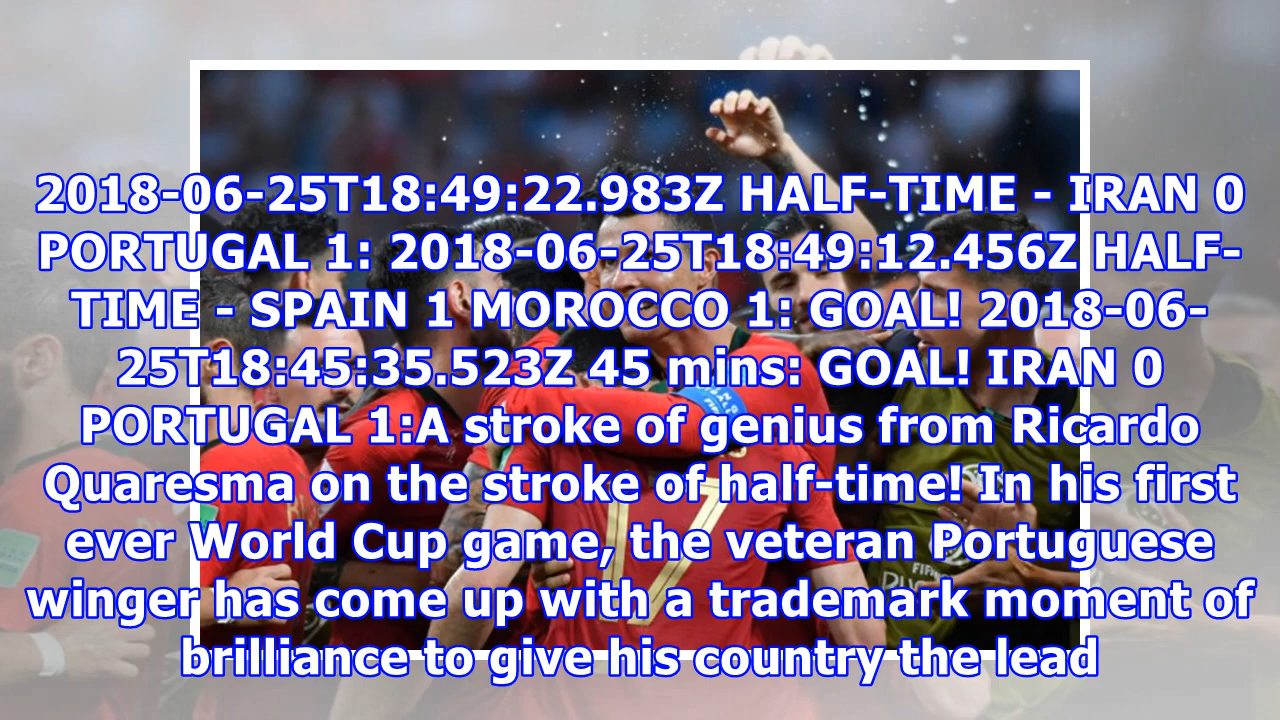 2018-06-25T18:49:22.983Z HALF-TIME - IRAN 0
PORTUGAL 1: 2018-06-25T18:49:12.456Z HALF-
TIME - SPAIN 1 MOROCCO 1: GOAL! 2018-06-
25T18:45:35.523Z 45 mins: GOAL! IRAN 0
PORTUGAL 1:A stroke of genius from Ricardo
Quaresma on the stroke of half-time! In his first
ever World Cup game, the veteran Portuguese
winger has come up with a trademark moment of
brilliance to give his country the lead
17
FIFA